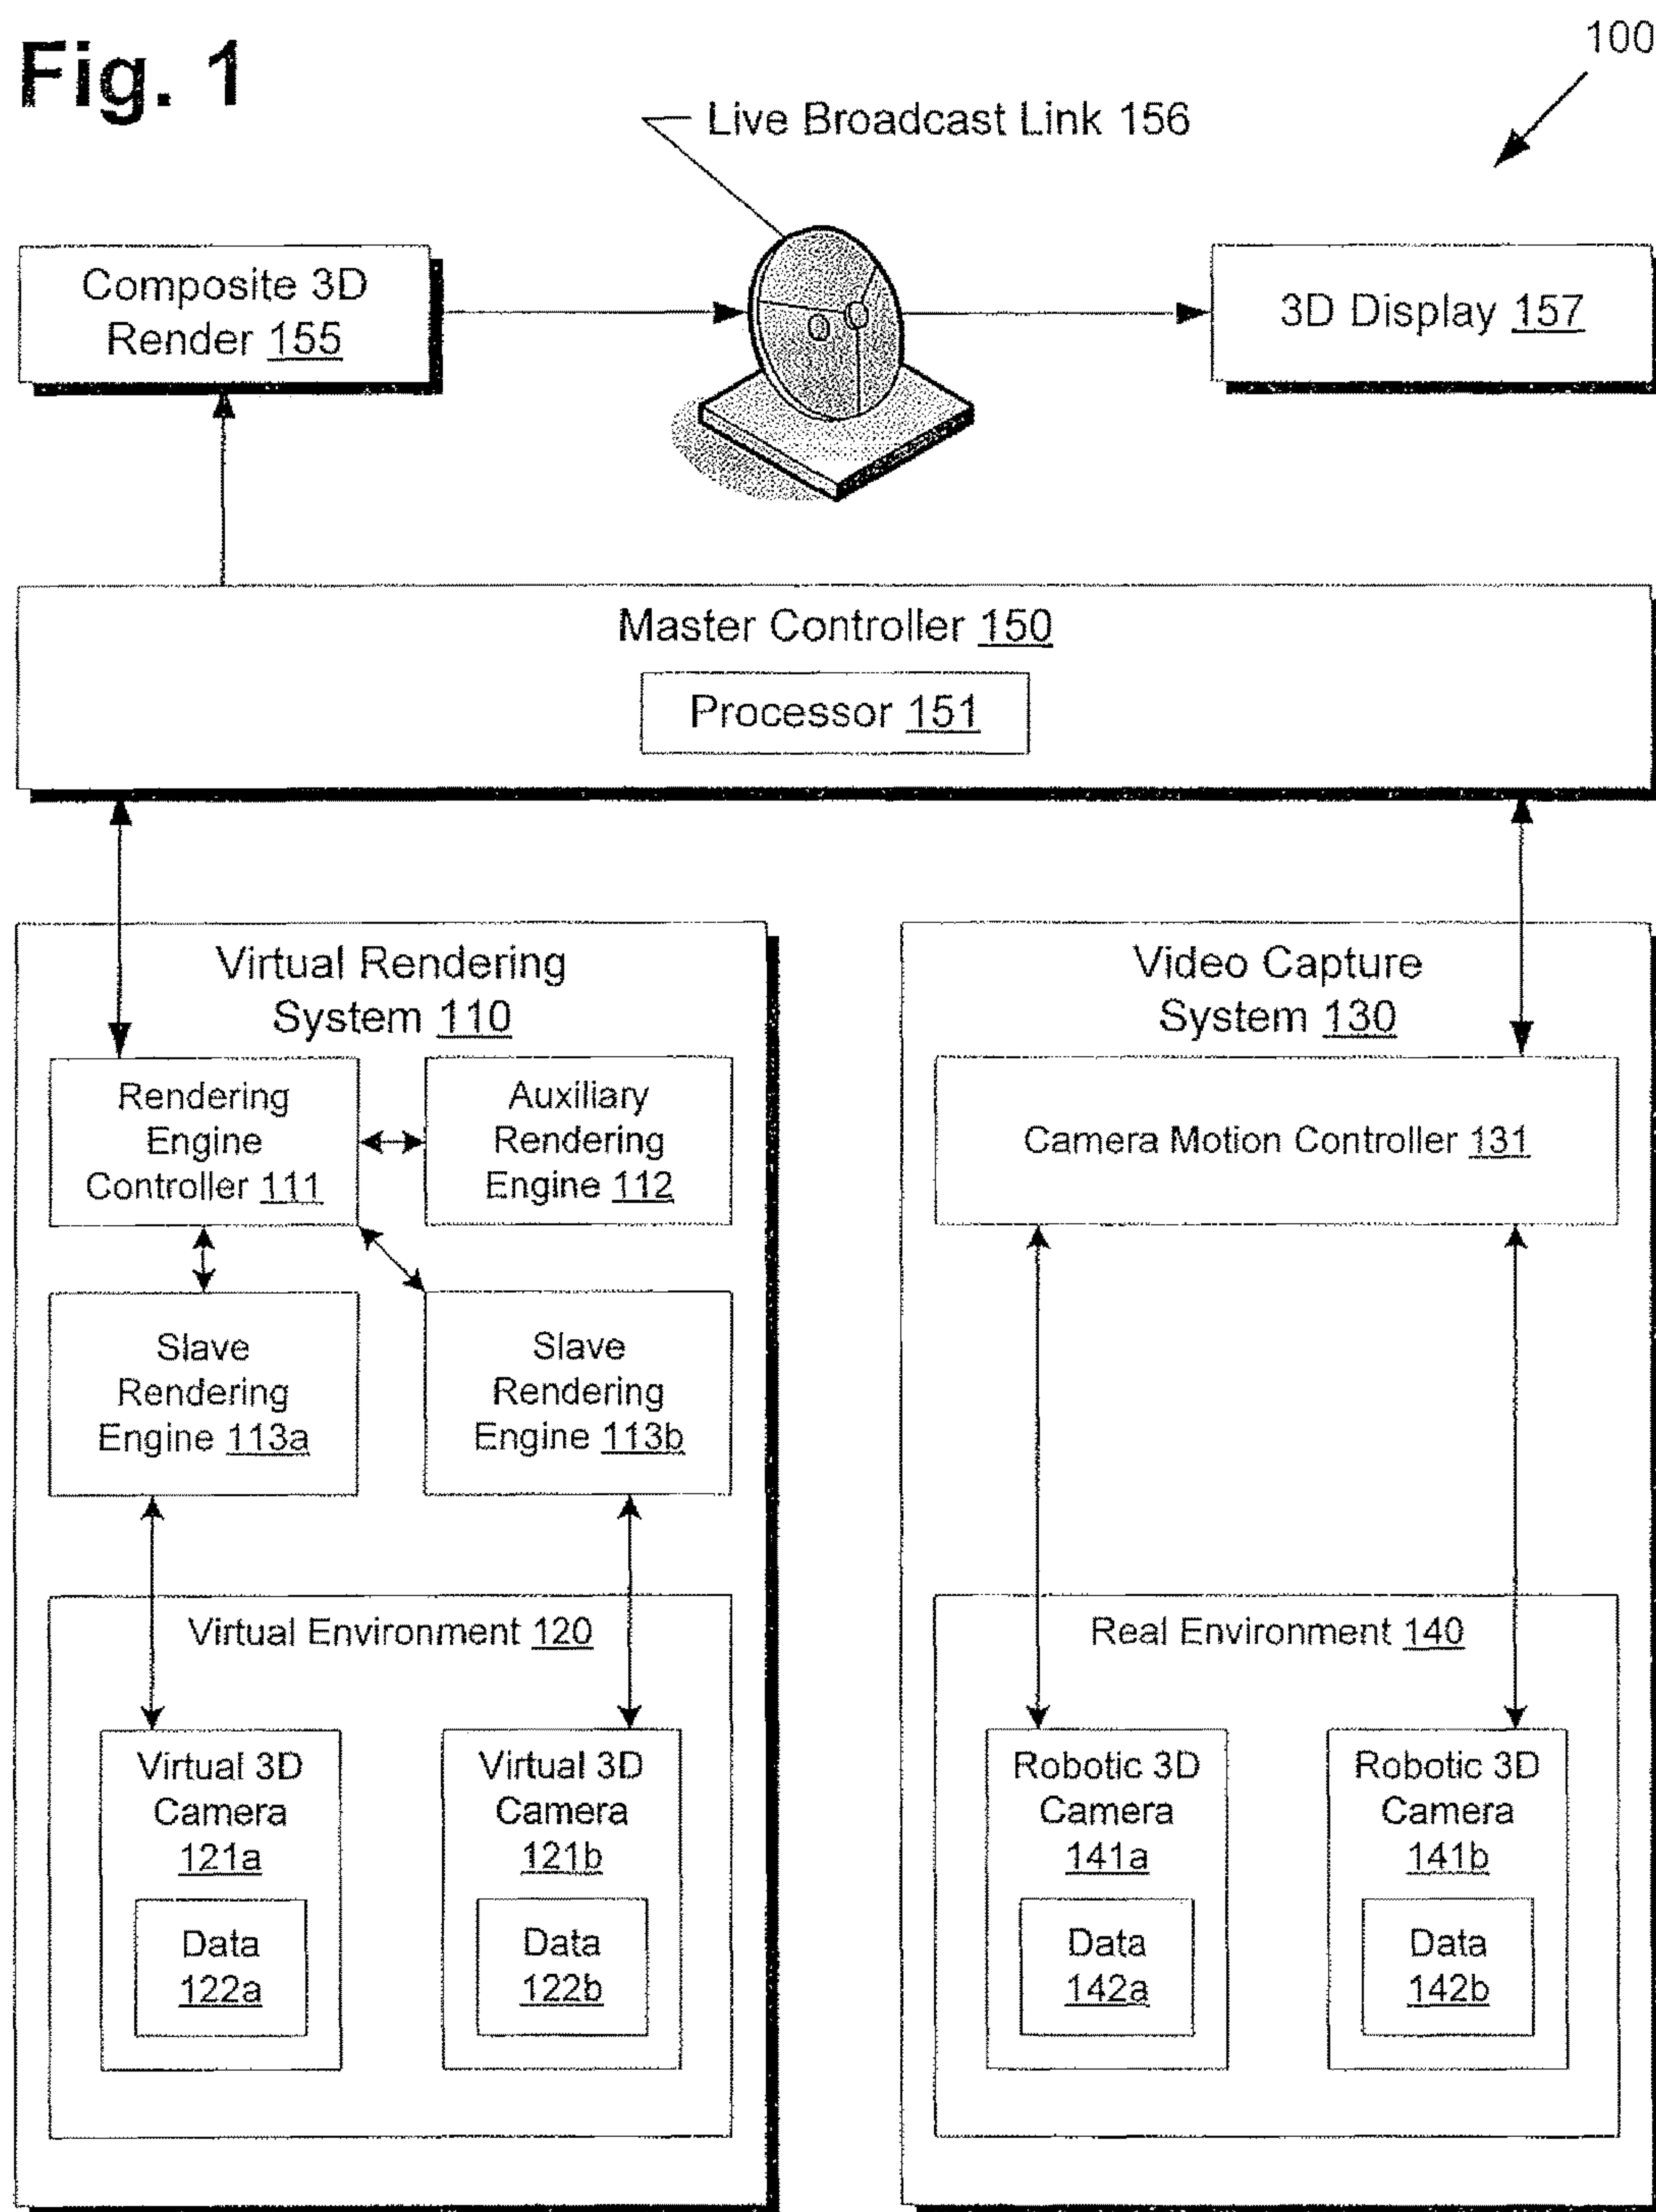 Fig. 1
100
Live Broadcast Link 156
Composite 3D
Render 155
3D Display 157
Master Controller 150
Processor 151
Virtual Rendering
System 110
Rendering
Engine
Controller 111
Auxiliary
Rendering
Engine 112
Slave
Rendering
Engine 113a
Slave
Rendering
Engine 113b
Virtual Environment 120
Virtual 3D
Camera
121a
Data
122a
Virtual 3D
Camera
121b
Data
122b
Video Capture
System 130
Camera Motion Controller 131
Real Environment 140
Robotic 3D
Camera
141a
Data
142a
Robotic 3D
Camera
141b
Data
142b